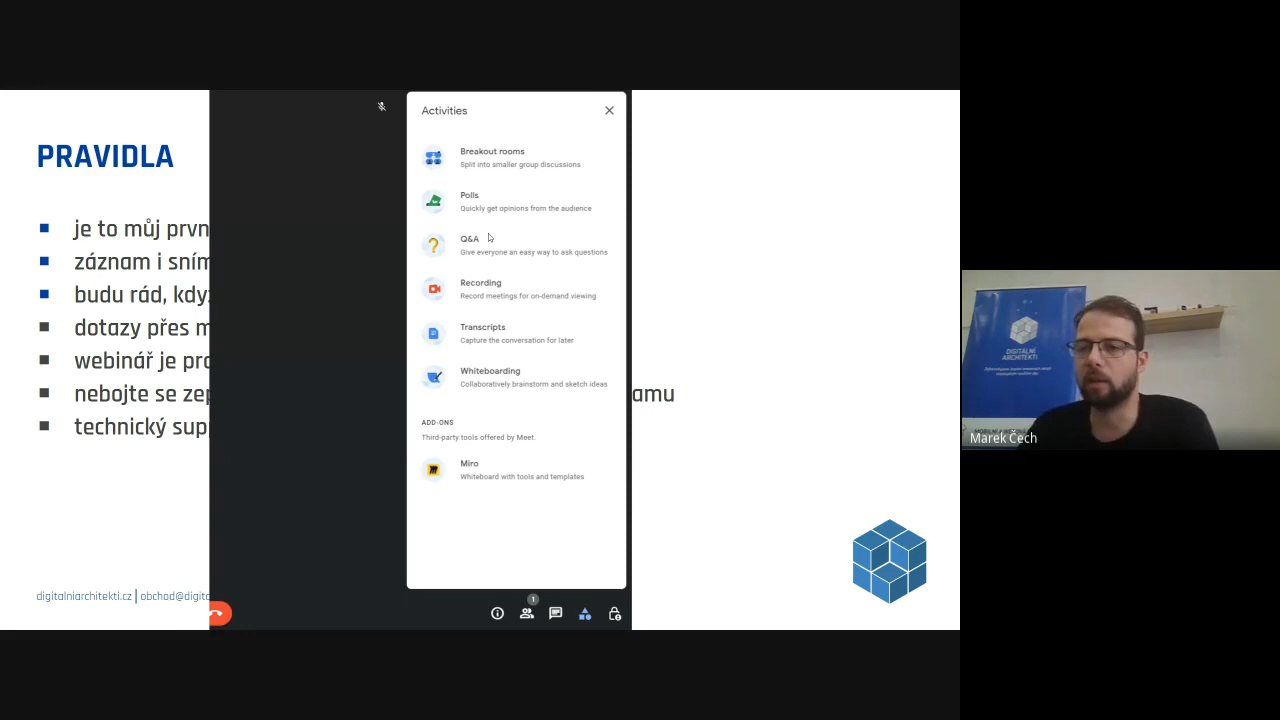 PRAVIDLA
je to můj prvn
záznam i sním
budu rád, kdy
dotazy přes m
webinář je pro
nebojte se zep
amu
technický sup
digitalniarchitekti.cz | obchod@digita
Activities
Breakout rooms
Split into smaller group discussions
Polls
Quickly get opinions from the audience
Q&A
Give everyone an easy way to ask questions
Recording
Record meetings for on-demand viewing
Transcripts
Capture the conversation for later
Whiteboarding
Collaboratively brainstorm and sketch ideas
ADD-ONS
Third-party tools offered by Meet.
Miro
Whiteboard with tools and templates
1
DIGITÁLNÍ
ARCHITEKTI
Marek Čech